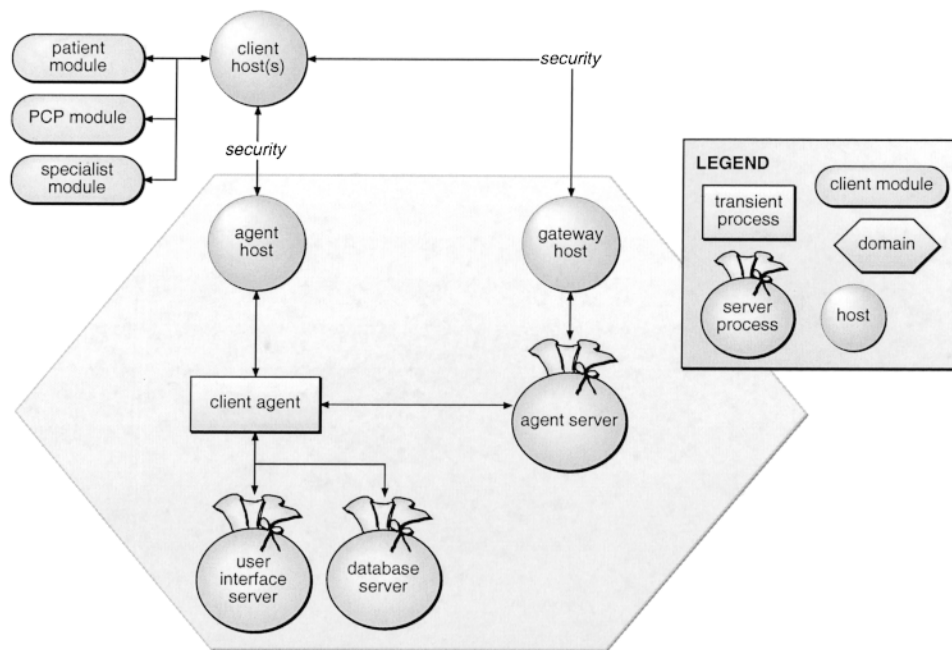 patient
module
PCP module
specialist
module
client
host(s)
security
security
agent
host
gateway
host
client agent
agent server
user
interface
server
database
server
LEGEND
transient
process
client module
domain
server
process
host